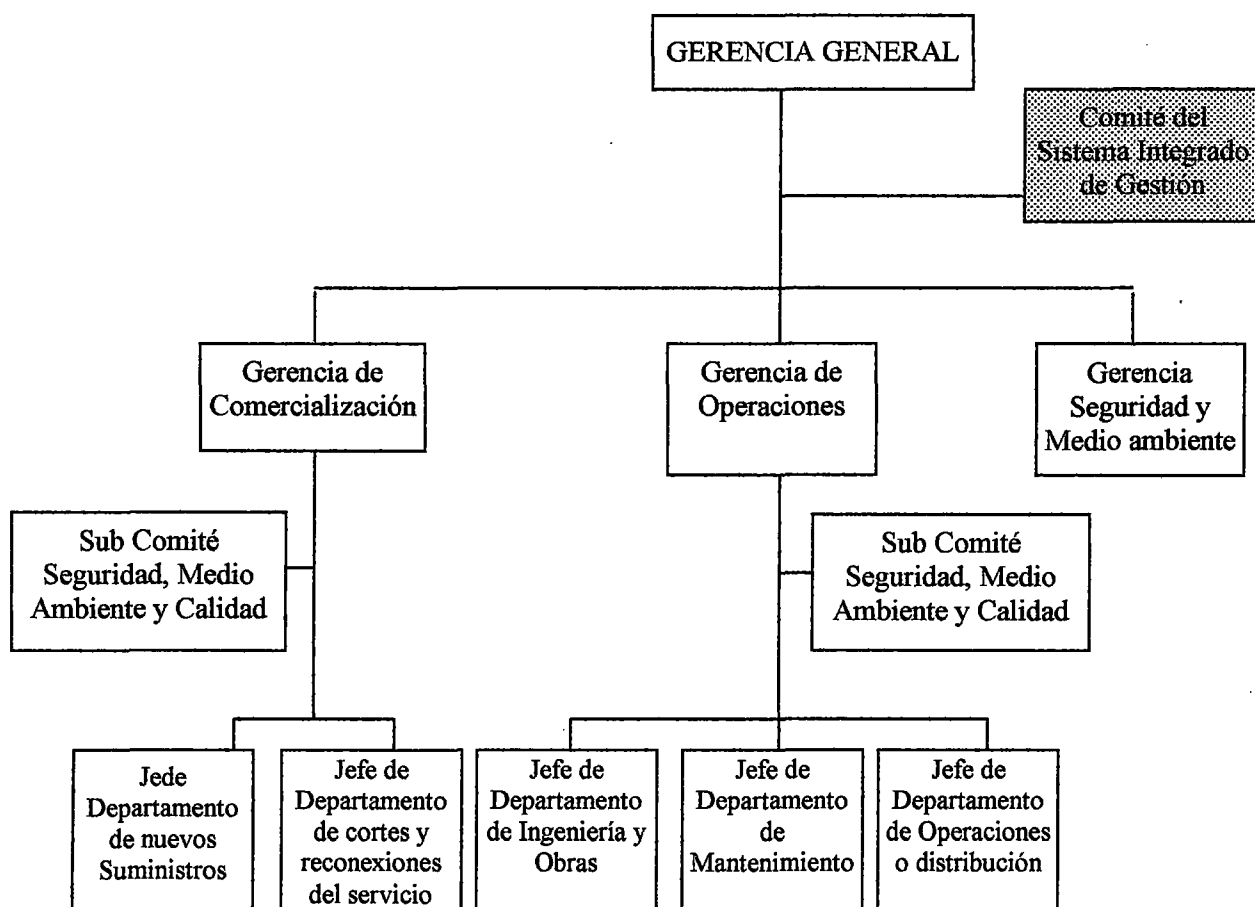 GERENCIA GENERAL
Comité del
Sistema Integrado
de Gestión
Gerencia de
Comercialización
Gerencia de
Operaciones
Gerencia
Seguridad y
Medio ambiente
Sub Comité
Seguridad, Medio
Ambiente y Calidad
Sub Comité
Seguridad, Medio
Ambiente y Calidad
Jede
Departamento
de nuevos
Suministros
Jefe de
Departamento
de cortes y
reconexiones
del servicio
Jefe de
Departamento
de Ingeniería y
Obras
Jefe de
Departamento
de
Mantenimiento
Jefe de
Departamento
de Operaciones
o distribución